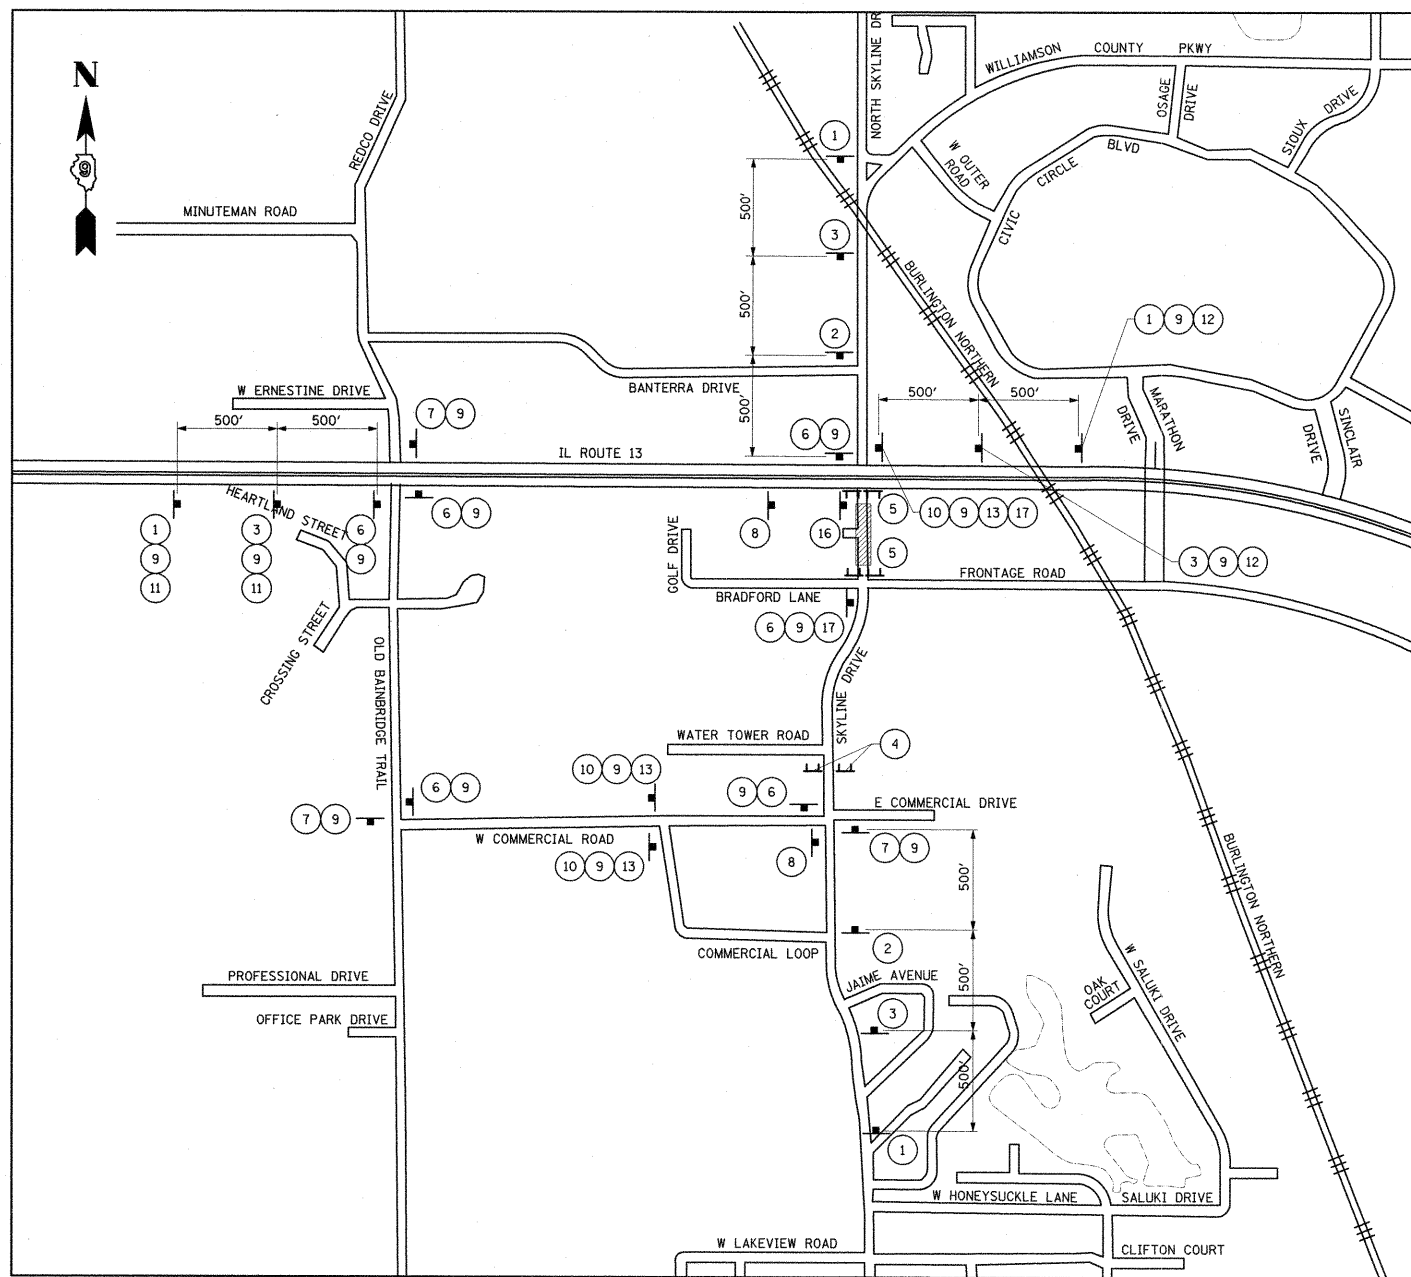 N
9
REDCO DRIVE
MINUTEMAN ROAD
NORTH SKYLINE DR
WILLIAMSON COUNTY PKWY
OSAGE DRIVE
SIOUX DRIVE
W OUTER ROAD
CIRCLE BLVD
CIVIC
1
500'
3
500'
2
500'
BURLINGTON NORTHERN
1 9 12
BANTERRA DRIVE
W ERNESTINE DRIVE
500' 500'
7 9
6 9
500' 500'
MARATHON DRIVE
SINCLAIR DRIVE
IL ROUTE 13
HEARTLAND STREET
1
9
11
3
9
11
6
9
6 9
8
16
5
10 9 13 17
5
3 9 12
GOLF DRIVE
FRONTAGE ROAD
BRADFORD LANE
6 9 17
CROSSING STREET
OLD BAINBRIDGE TRAIL
SKYLINE DRIVE
WATER TOWER ROAD
4
10 9 13
6 9
9 6
7 9
E COMMERCIAL DRIVE
W COMMERCIAL ROAD
10 9 13
8
7 9
500'
BURLINGTON NORTHERN
2
COMMERCIAL LOOP
500'
PROFESSIONAL DRIVE
JAIME AVENUE
OAK COURT
W SALUKI DRIVE
OFFICE PARK DRIVE
3
500'
1
W HONEYSUCKLE LANE
SALUKI DRIVE
W LAKEVIEW ROAD
CLIFTON COURT